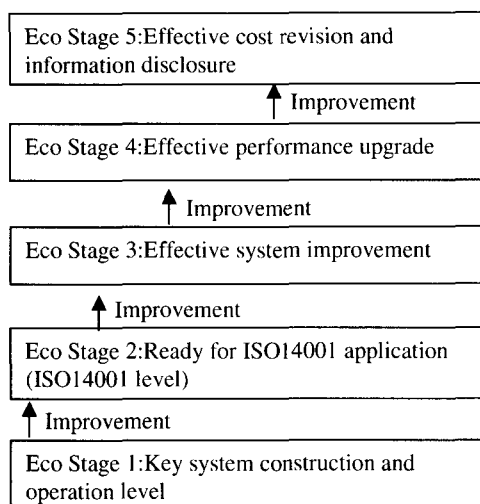 Eco Stage 5:Effective cost revision and
information disclosure
Improvement
Eco Stage 4:Effective performance upgrade
Improvement
Eco Stage 3:Effective system improvement
Improvement
Eco Stage 2:Ready for ISO14001 application
(ISO14001 level)
Improvement
Eco Stage 1:Key system construction and
operation level